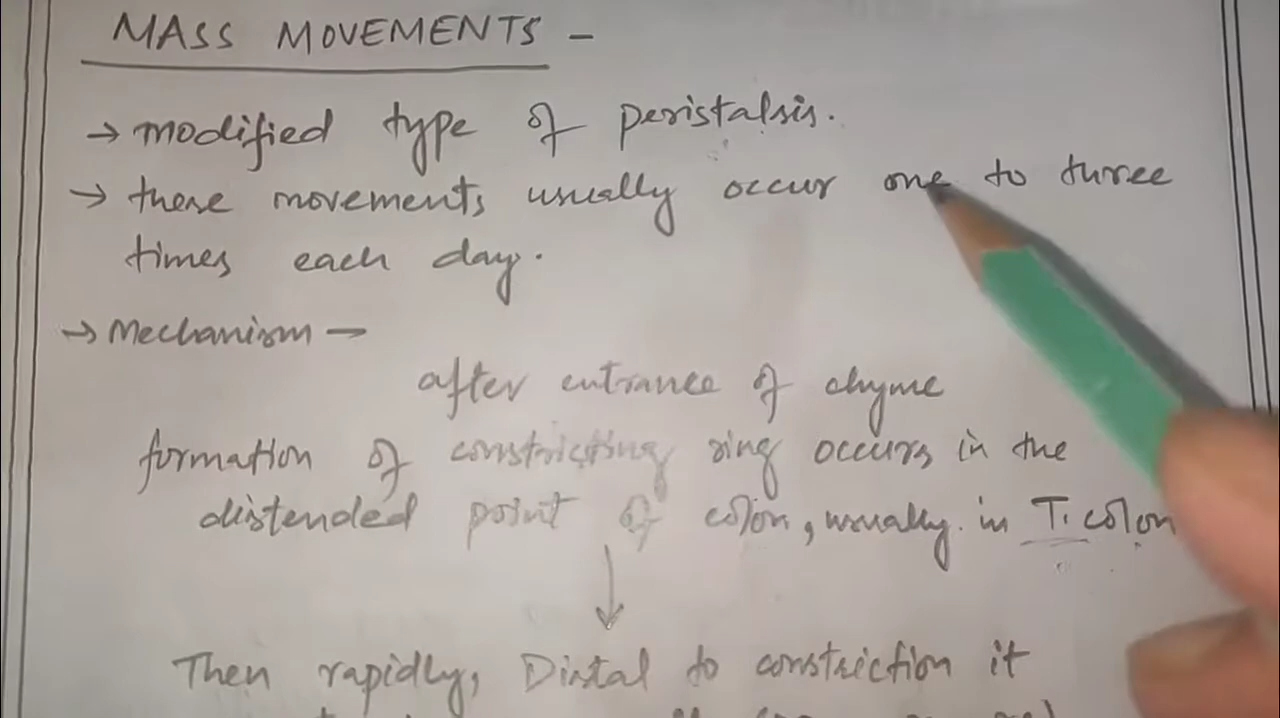 MASS MOVEMENTS -
→ modified type of peristalsis.
→ these movements usually occur one to three
times each day.
→ Mechanism →
after entrance of chyme
formation of constricting ring occurs in the
distended point of colon, usually in T. colon
Then rapidly, Distal to constriction it